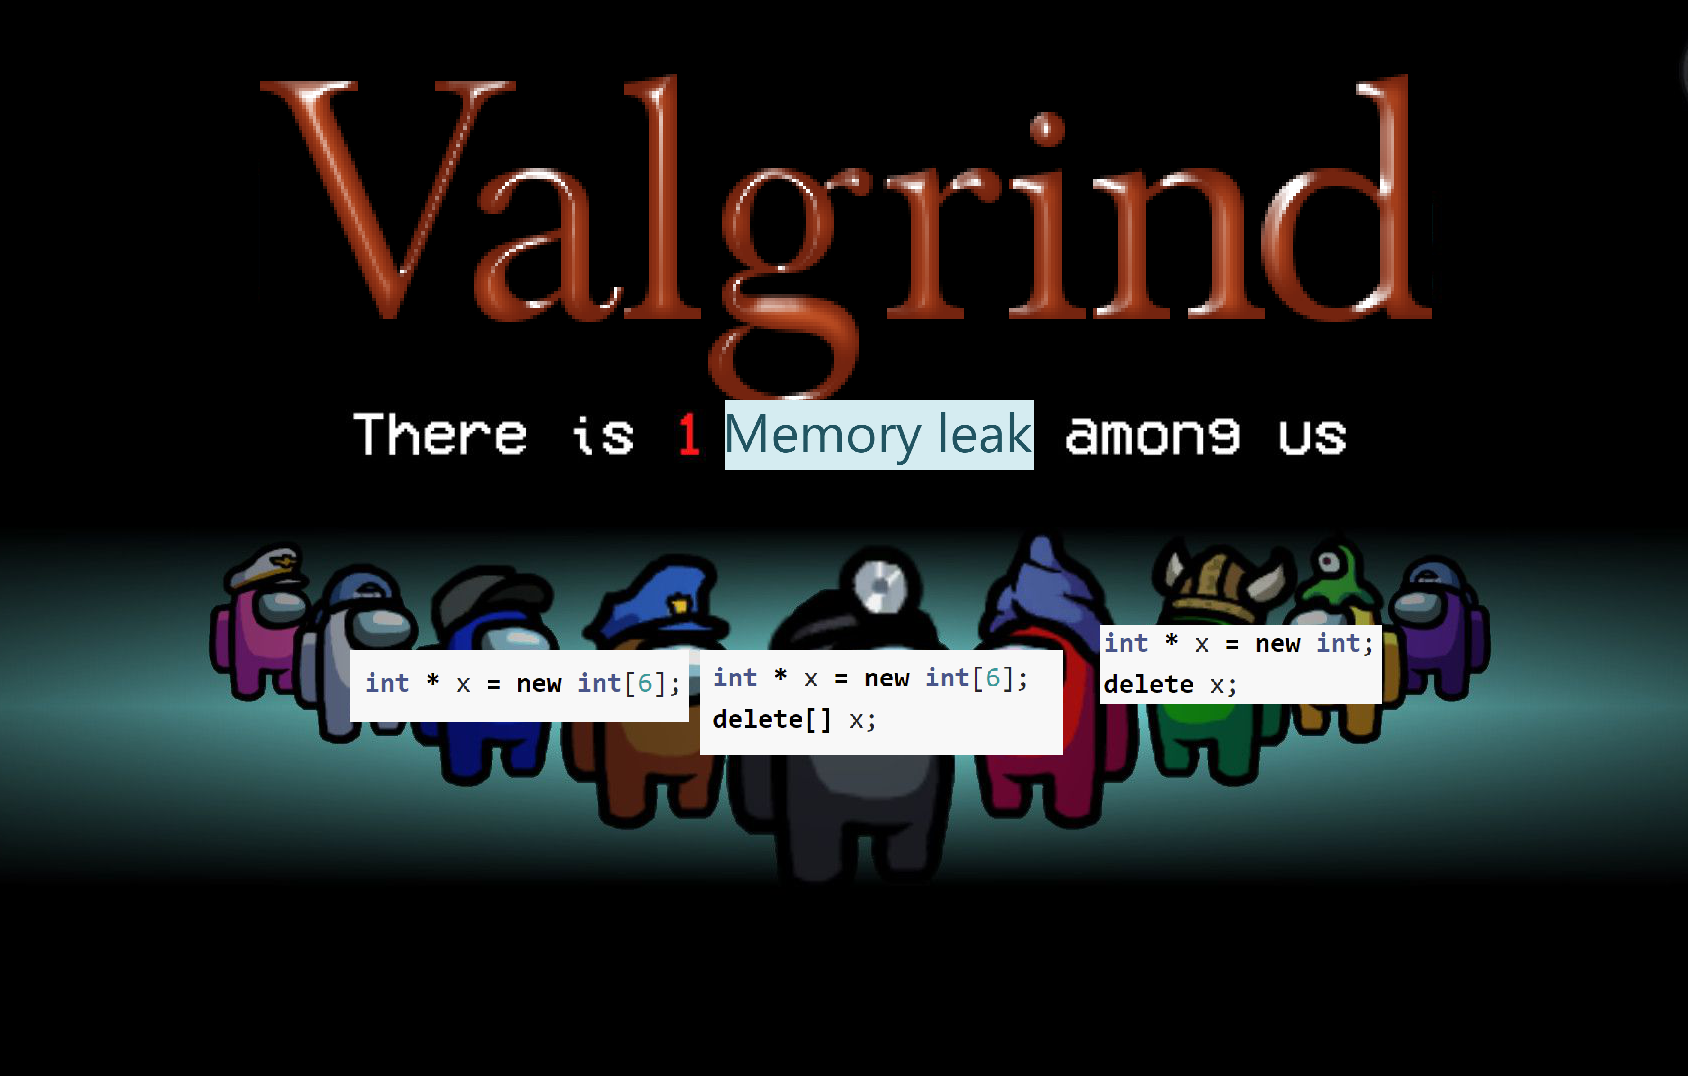 Valgrind
There is 1 Memory leak among us
int * x = new int[6];
int * x = new int[6];
delete[] x;
int * x = new int;
delete x;